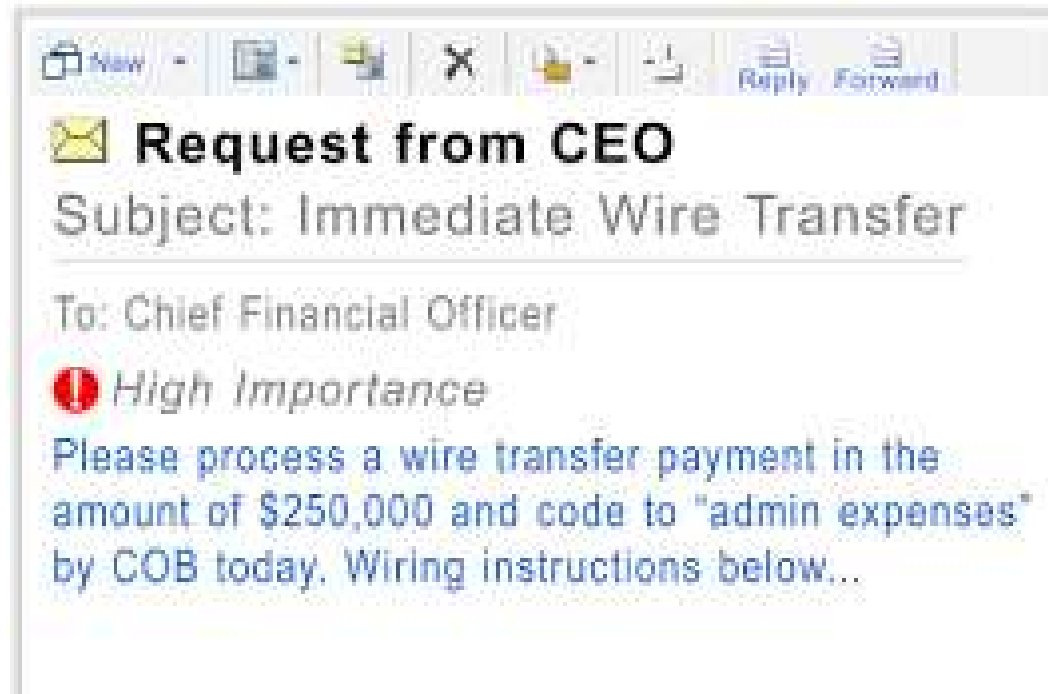 New
Reply Forward
Request from CEO
Subject: Immediate Wire Transfer
To: Chief Financial Officer
High Importance
Please process a wire transfer payment in the
amount of $250,000 and code to "admin expenses"
by COB today. Wiring instructions below...